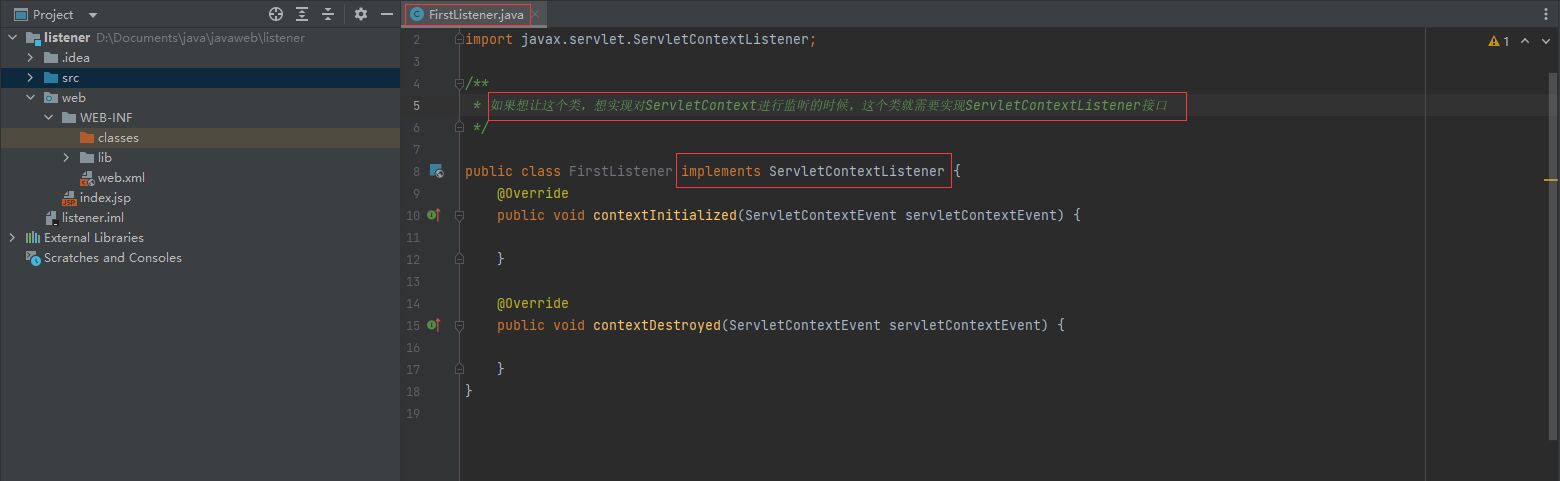 Project
FirstListener.java
listener D:\Documents\java\javaweb\listener
.idea
src
web
WEB-INF
classes
lib
web.xml
index.jsp
listener.iml
External Libraries
Scratches and Consoles
1
2 import javax.servlet.ServletContextListener;
3
4 /**
5 * 如果想让这个类，想实现对ServletContext进行监听的时候，这个类就需要实现ServletContextListener接口
6 */
7
8 public class FirstListener implements ServletContextListener {
9 @Override
10 public void contextInitialized(ServletContextEvent servletContextEvent) {
11
12 }
13
14 @Override
15 public void contextDestroyed(ServletContextEvent servletContextEvent) {
16
17 }
18 }
19